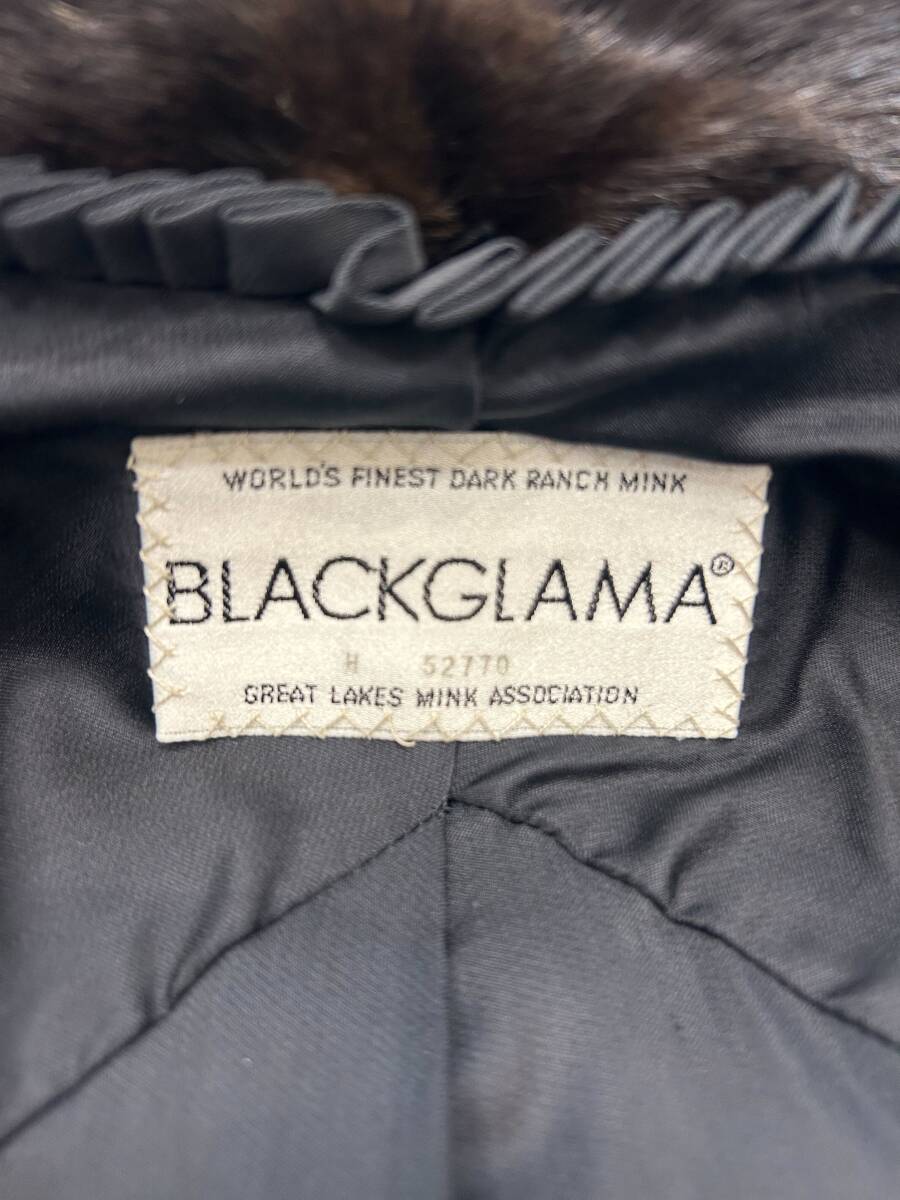 WORLD'S FINEST DARK RANCH MINK
BLACKGLAMA®
H 52770
GREAT LAKES MINK ASSOCIATION